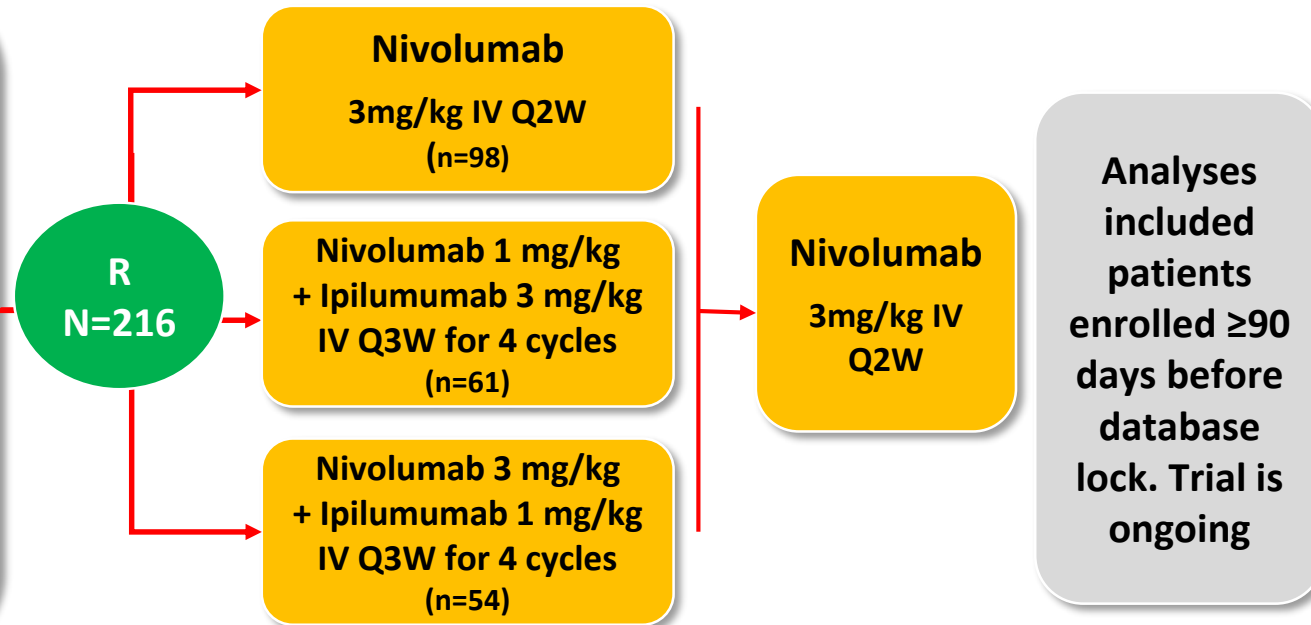 R
N=216
Nivolumab
3mg/kg IV Q2W
(n=98)
Nivolumab 1 mg/kg
+ Ipilumumab 3 mg/kg
IV Q3W for 4 cycles
(n=61)
Nivolumab 3 mg/kg
+ Ipilumumab 1 mg/kg
IV Q3W for 4 cycles
(n=54)
Nivolumab
3mg/kg IV
Q2W
Analyses
included
patients
enrolled ≥90
days before
database
lock. Trial is
ongoing